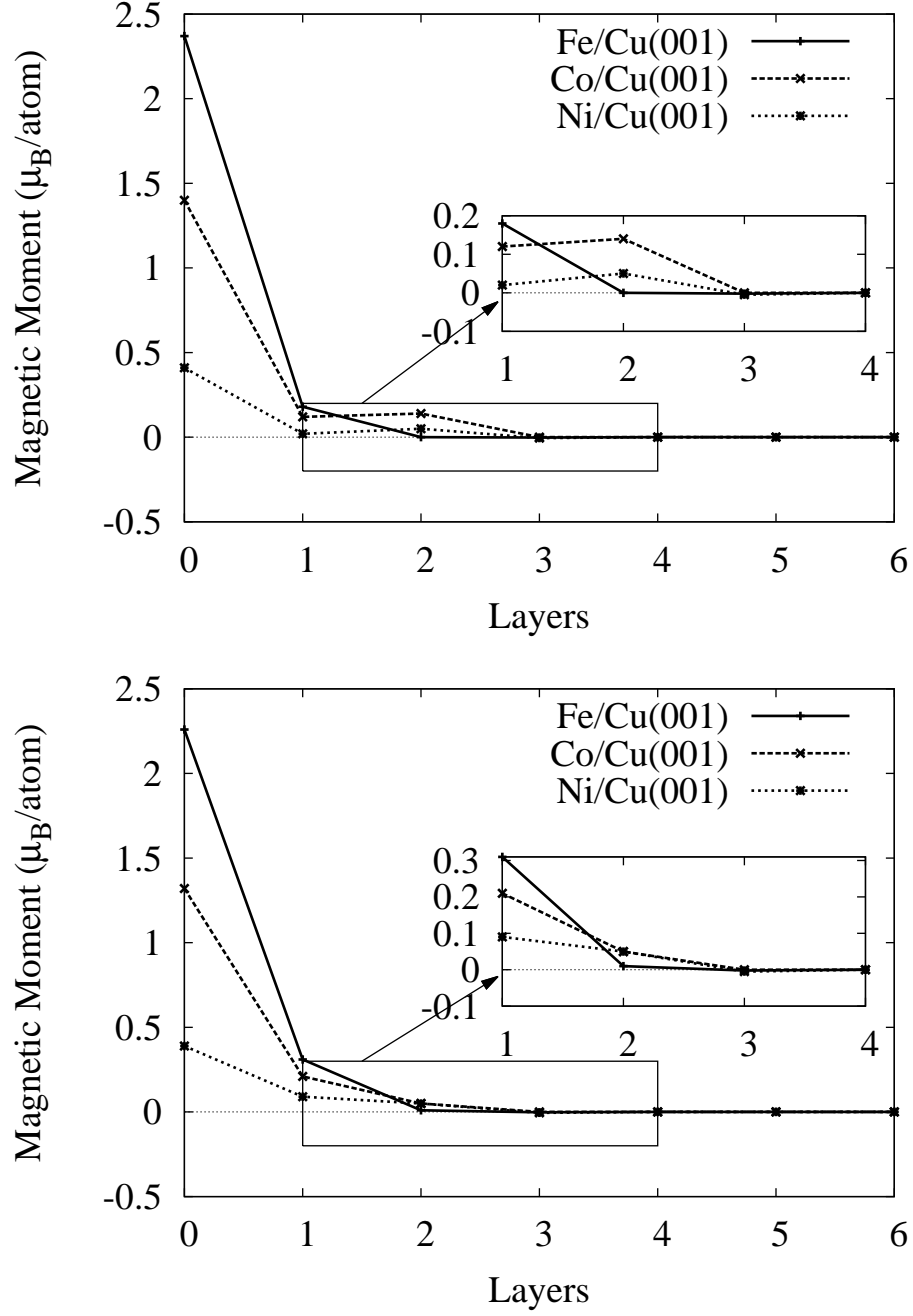 2.5
2
1.5
1
0.5
0
-0.5
Magnetic Moment (μB/atom)
Fe/Cu(001)
Co/Cu(001)
Ni/Cu(001)
0.2
0.1
0
-0.1
1 2 3 4
0 1 2 3 4 5 6
Layers
2.5
2
1.5
1
0.5
0
-0.5
Magnetic Moment (μB/atom)
Fe/Cu(001)
Co/Cu(001)
Ni/Cu(001)
0.3
0.2
0.1
0
-0.1
1 2 3 4
0 1 2 3 4 5 6
Layers